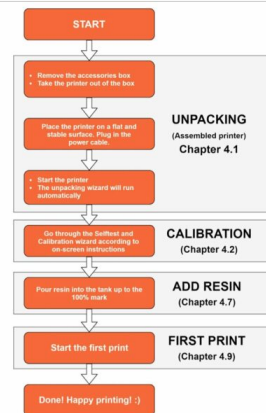 START
• Remove the accessories box
• Take the printer out of the box
Place the printer on a flat and
stable surface. Plug in the
power cable.
• Start the printer
• The unpacking wizard will run
automatically
UNPACKING
(Assembled printer)
Chapter 4.1
Go through the Selftest and
Calibration wizard according to
on-screen instructions
CALIBRATION
(Chapter 4.2)
Pour resin into the tank up to the
100% mark
ADD RESIN
(Chapter 4.7)
Start the first print
FIRST PRINT
(Chapter 4.9)
Done! Happy printing! :)